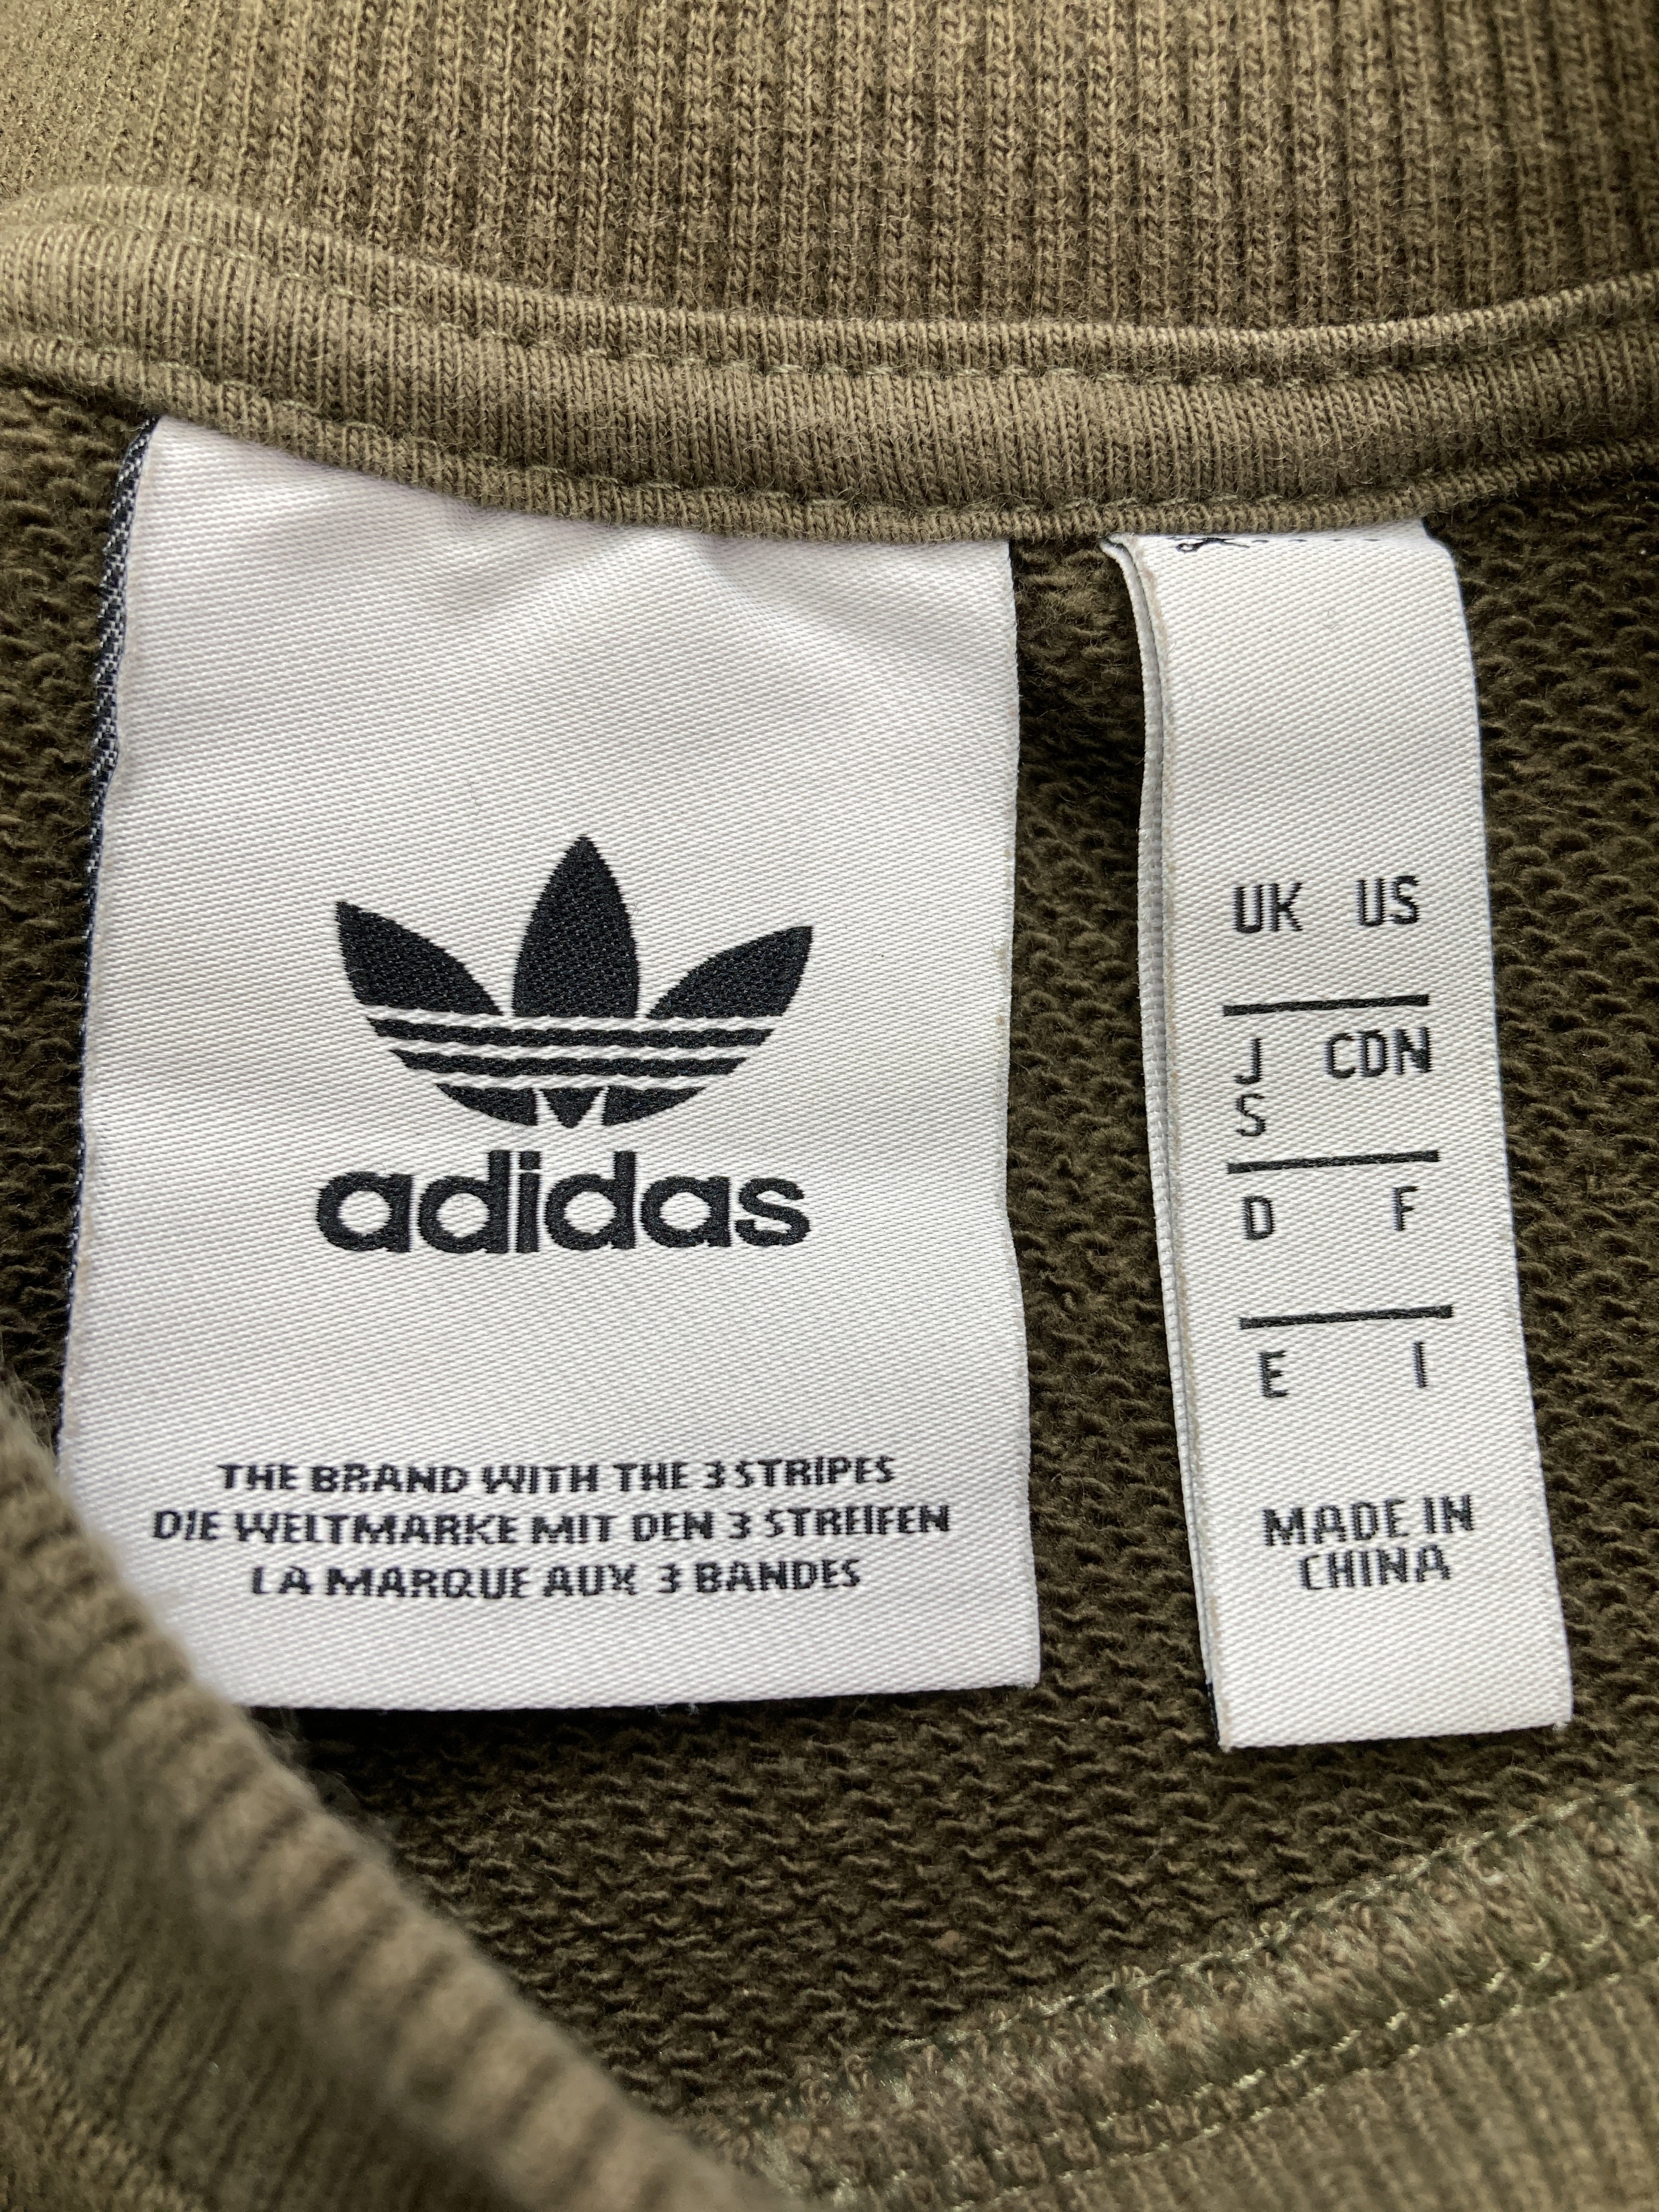 adidas
THE BRAND WITH THE 3 STRIPES
DIE WELTMARKE MIT DEN 3 STREIFEN
LA MARQUE AUX 3 BANDES
UK US
J CDN
S
D F
E I
MADE IN
CHINA